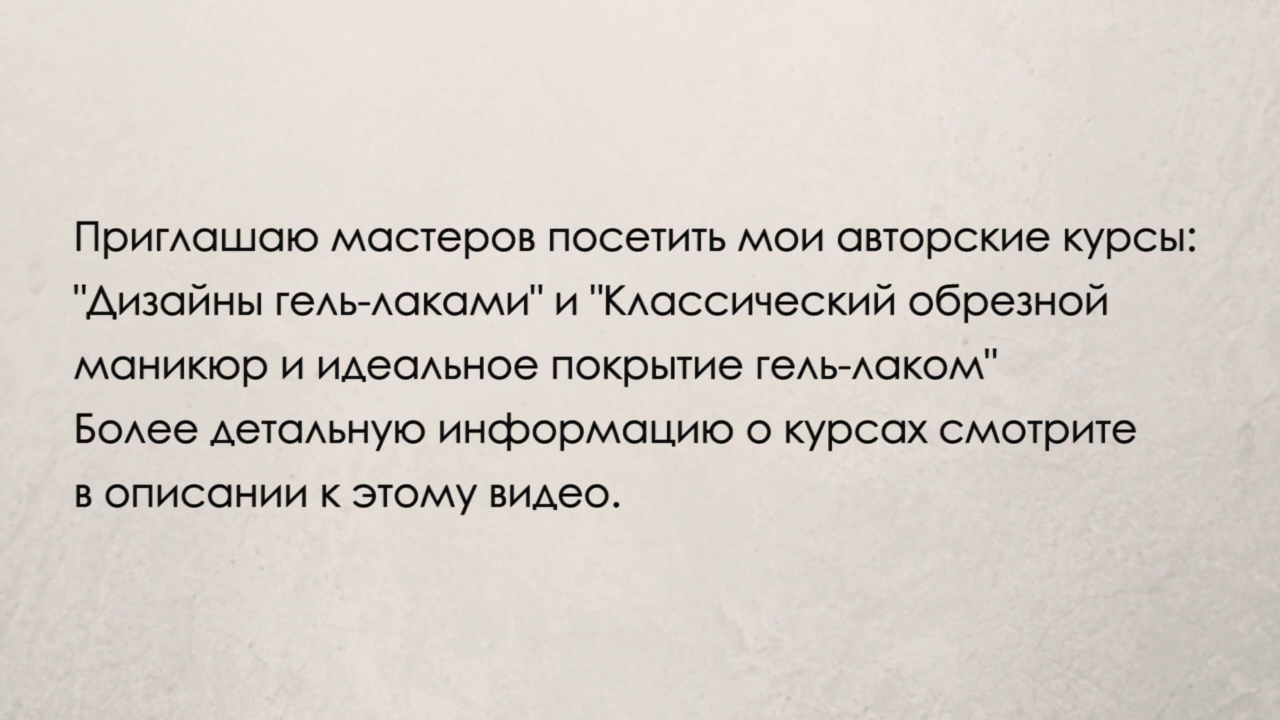 Приглашаю мастеров посетить мои авторские курсы:
"Дизайны гель-лаками" и "Классический обрезной
маникюр и идеальное покрытие гель-лаком"
Более детальную информацию о курсах смотрите
в описании к этому видео.